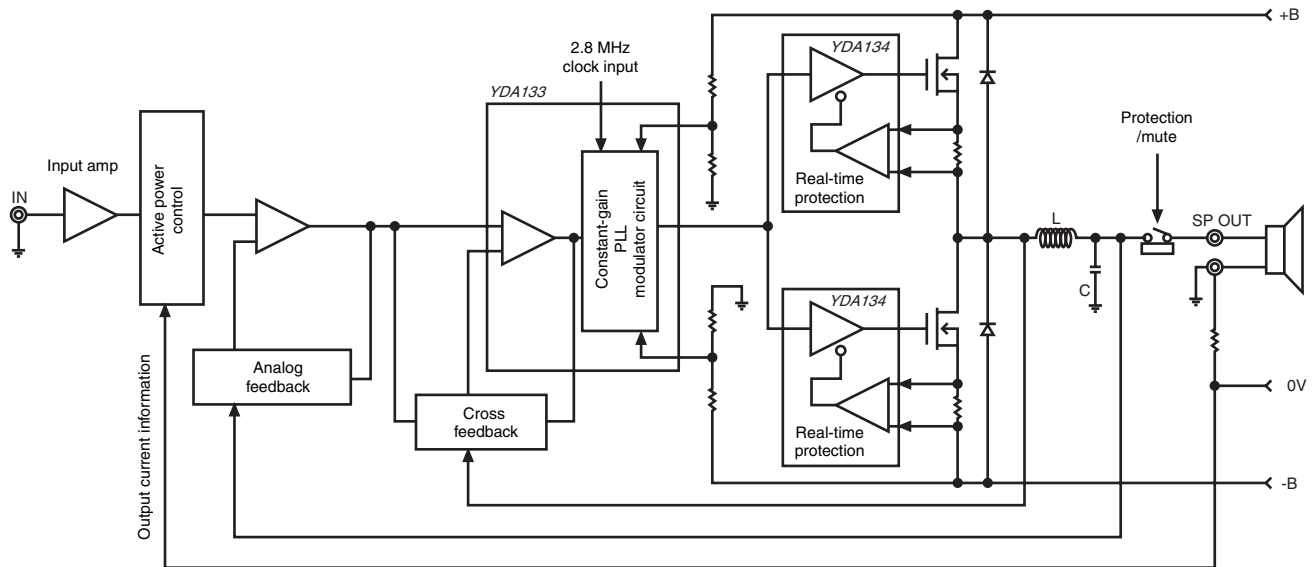 +B
YDA134
2.8 MHz
clock input
YDA133
Protection
/mute
Input amp
IN
Active power
control
Constant-gain
PLL
modulator circuit
Real-time
protection
L
SP OUT
C
YDA134
Analog
feedback
0V
Cross
feedback
Real-time
protection
Output current information
-B